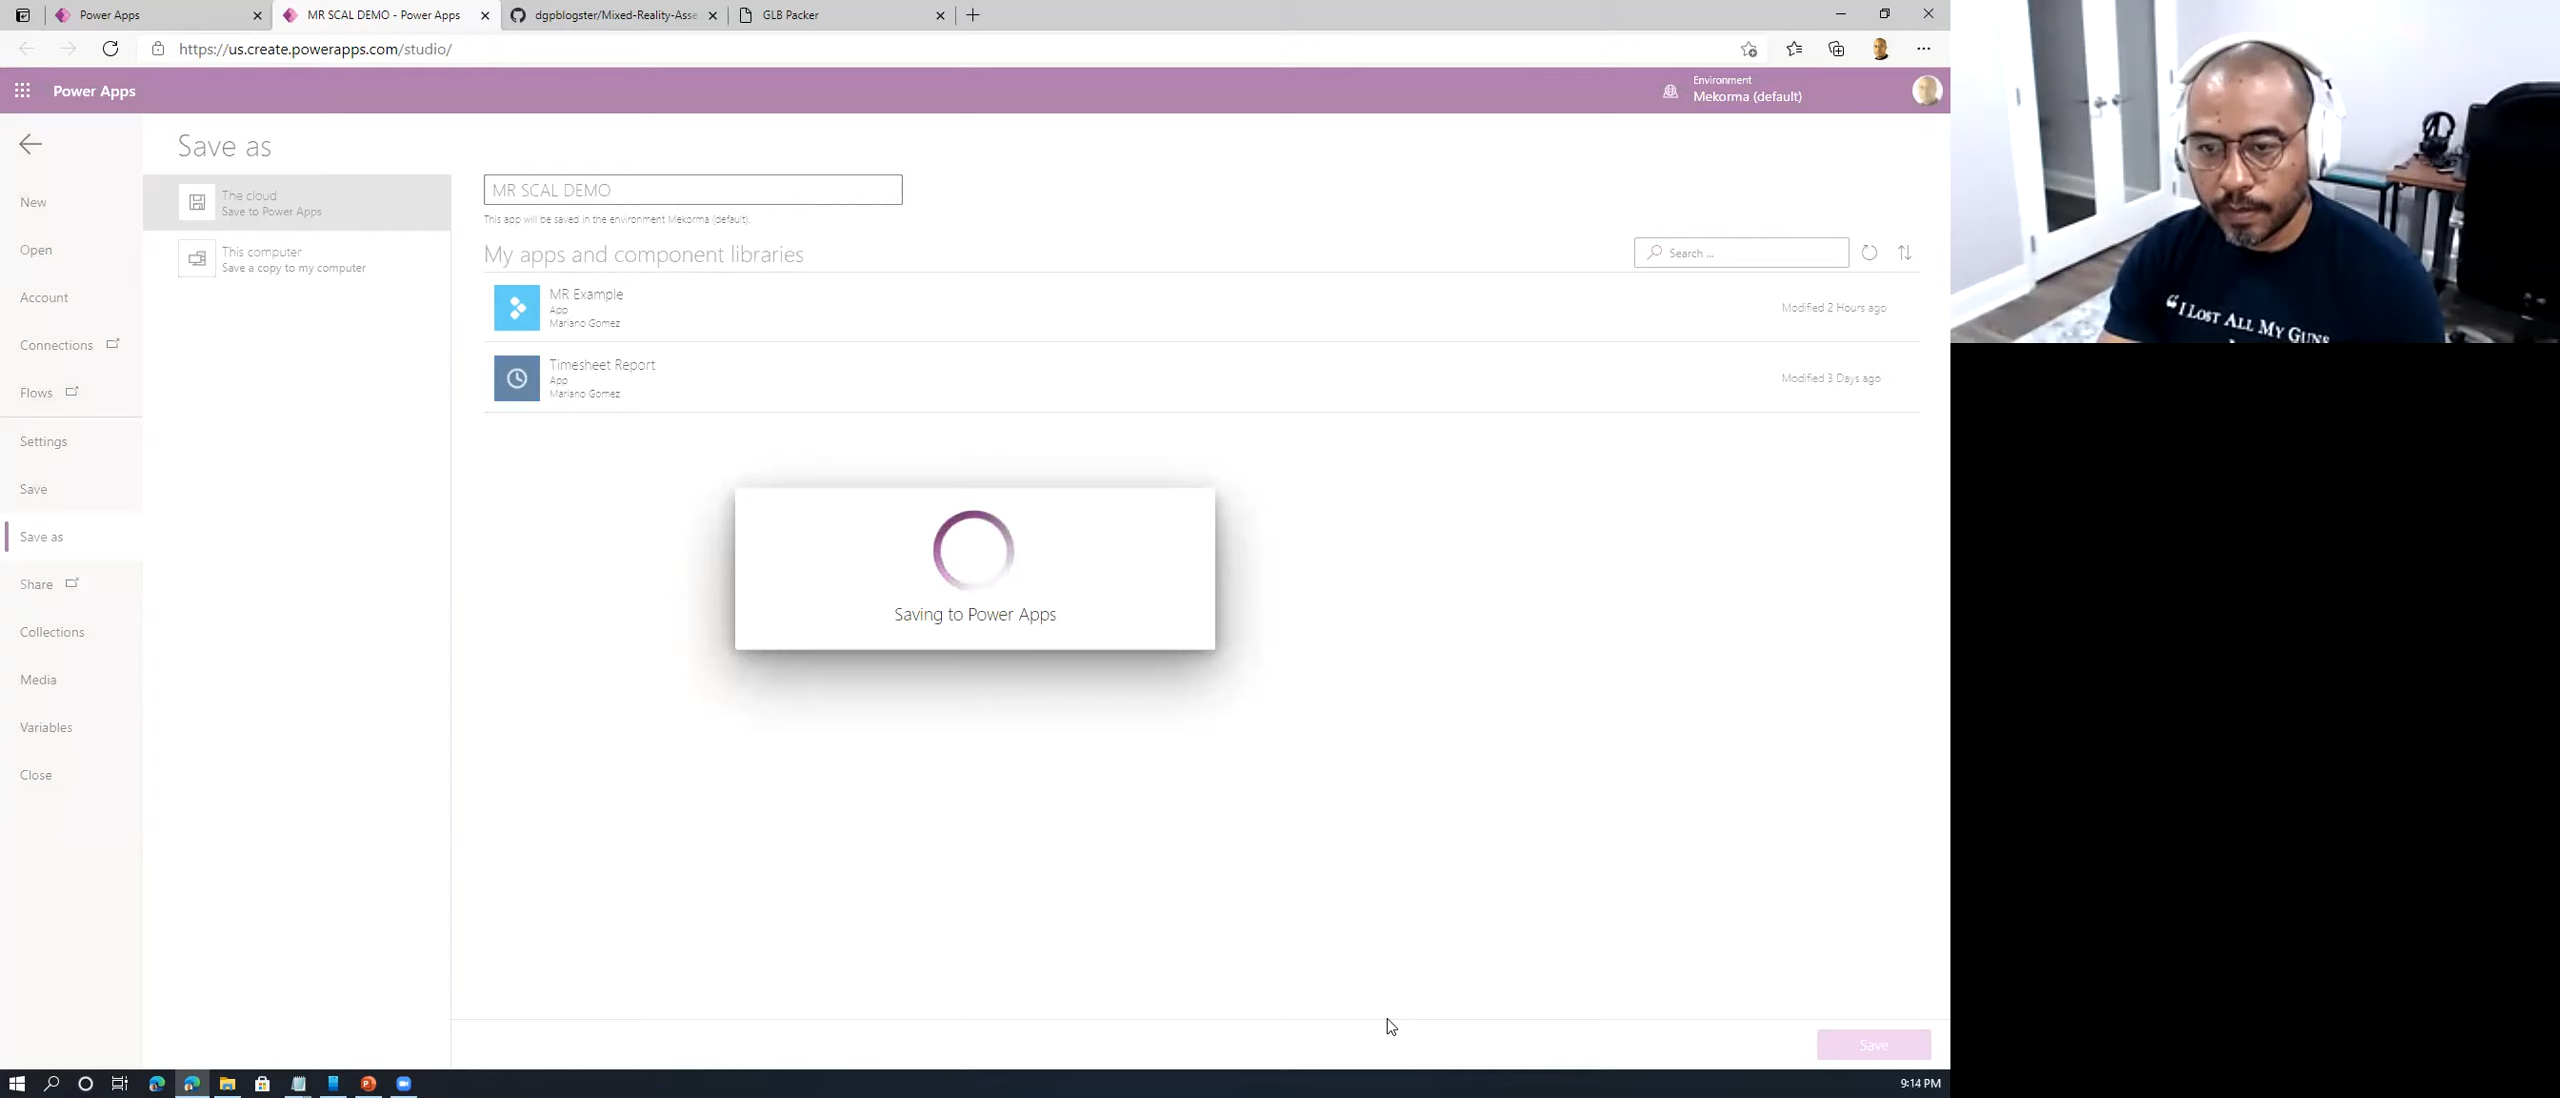 Power Apps
MR SCAL DEMO - Power Apps
dgpblogster/Mixed-Reality-Asse
GLB Packer
https://us.create.powerapps.com/studio/
Power Apps
Environment
Mekorma (default)
Save as
New
Open
Account
Connections
Flows
Settings
Save
Save as
Share
Collections
Media
Variables
Close
The cloud
Save to Power Apps
This computer
Save a copy to my computer
MR SCAL DEMO
This app will be saved in the environment Mekorma (default).
My apps and component libraries
Search ...
MR Example
App
Mariano Gomez
Modified 2 Hours ago
Timesheet Report
App
Mariano Gomez
Modified 3 Days ago
Saving to Power Apps
Save
9:14 PM
“I LOST ALL MY GUNS